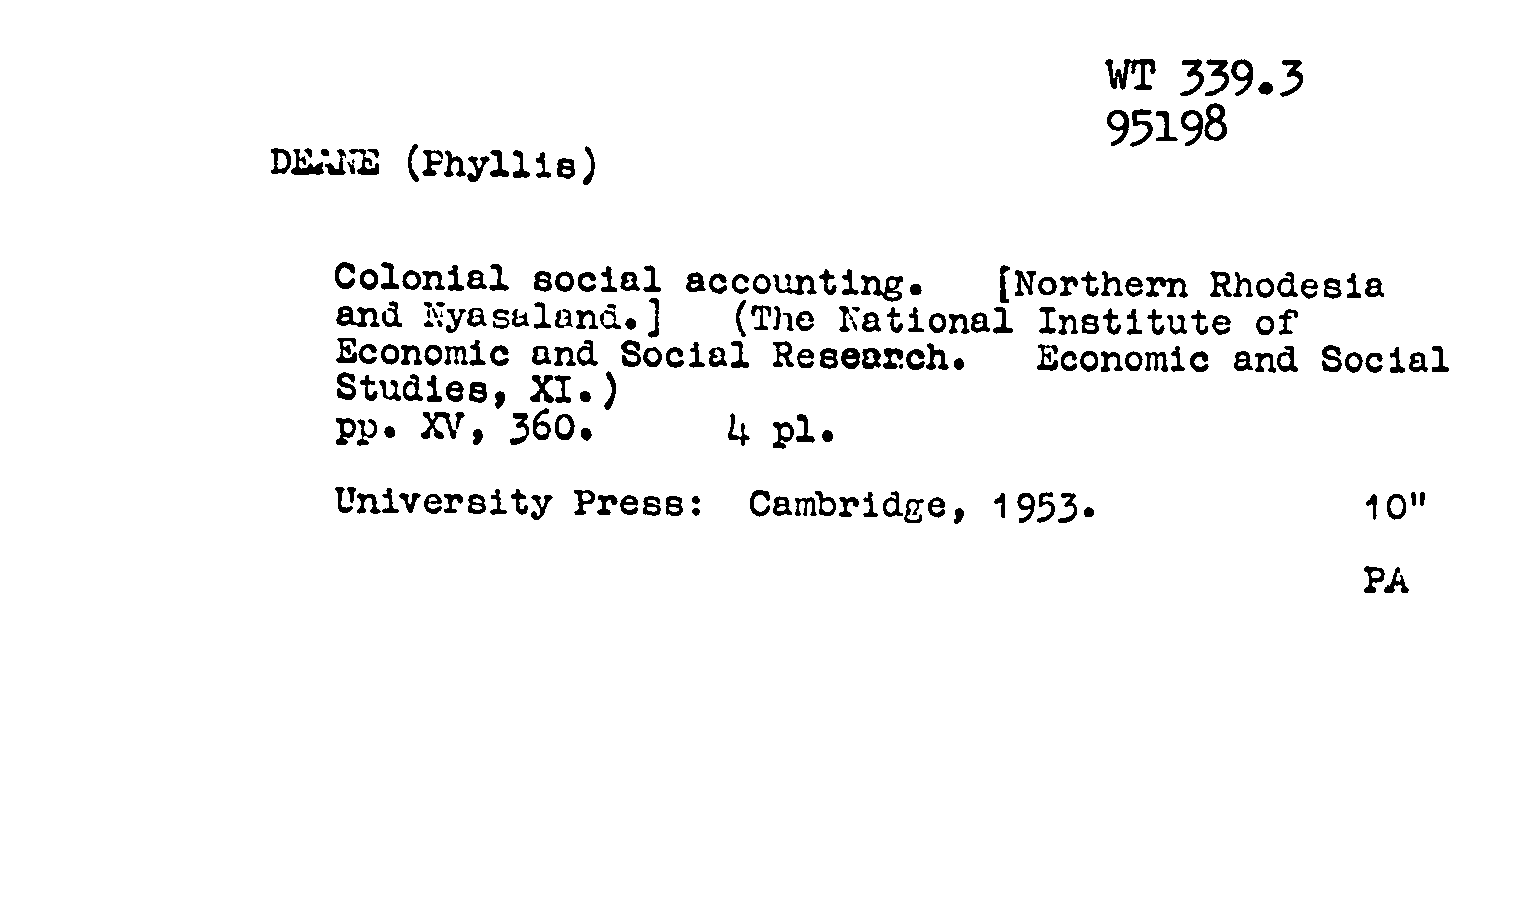 WT 339.3
95198
DEANE (Phyllis)
Colonial social accounting. [Northern Rhodesia
and Nyasaland.] (The National Institute of
Economic and Social Research. Economic and Social
Studies, XI.)
pp. XV, 360. 4 pl.
University Press: Cambridge, 1953. 10"
PA